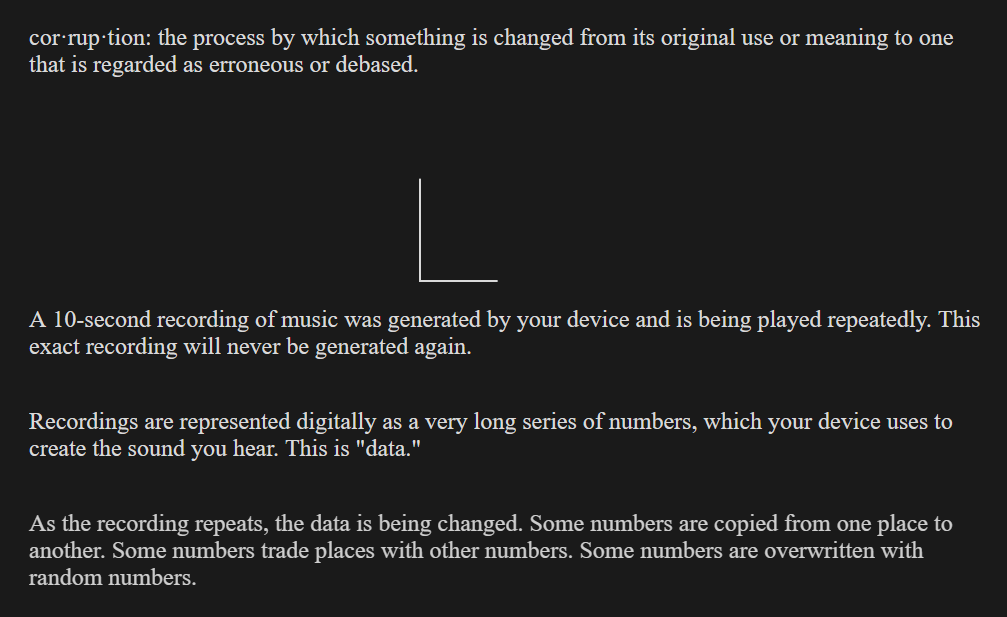 cor·rup·tion: the process by which something is changed from its original use or meaning to one
that is regarded as erroneous or debased.
A 10-second recording of music was generated by your device and is being played repeatedly. This
exact recording will never be generated again.
Recordings are represented digitally as a very long series of numbers, which your device uses to
create the sound you hear. This is "data."
As the recording repeats, the data is being changed. Some numbers are copied from one place to
another. Some numbers trade places with other numbers. Some numbers are overwritten with
random numbers.